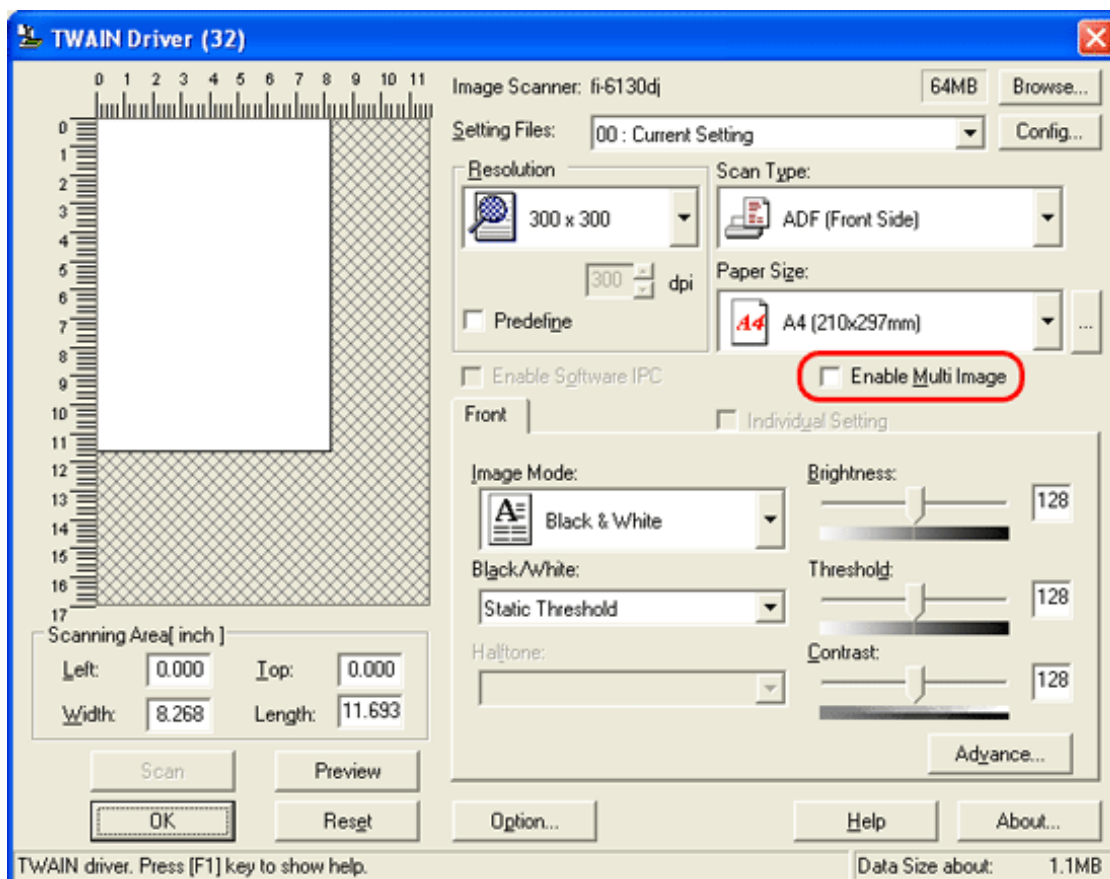 TWAIN Driver (32)
0 1 2 3 4 5 6 7 8 9 10 11
0
1
2
3
4
5
6
7
8
9
10
11
12
13
14
15
16
17
Image Scanner: fi-6130dj 64MB Browse...
Setting Files: 00 : Current Setting Config...
Resolution
300 x 300
300 dpi
Predefine
Scan Type:
ADF (Front Side)
Paper Size:
A4 A4 (210x297mm) ...
Enable Software IPC Enable Multi Image
Front Individual Setting
Image Mode:
A Black & White
Black/White:
Static Threshold
Halftone:
Brightness:
128
Threshold:
128
Contrast:
128
Advance...
Scanning Area[ inch ]
Left: 0.000 Top: 0.000
Width: 8.268 Length: 11.693
Scan Preview
OK Reset Option... Help About...
TWAIN driver. Press [F1] key to show help. Data Size about: 1.1MB